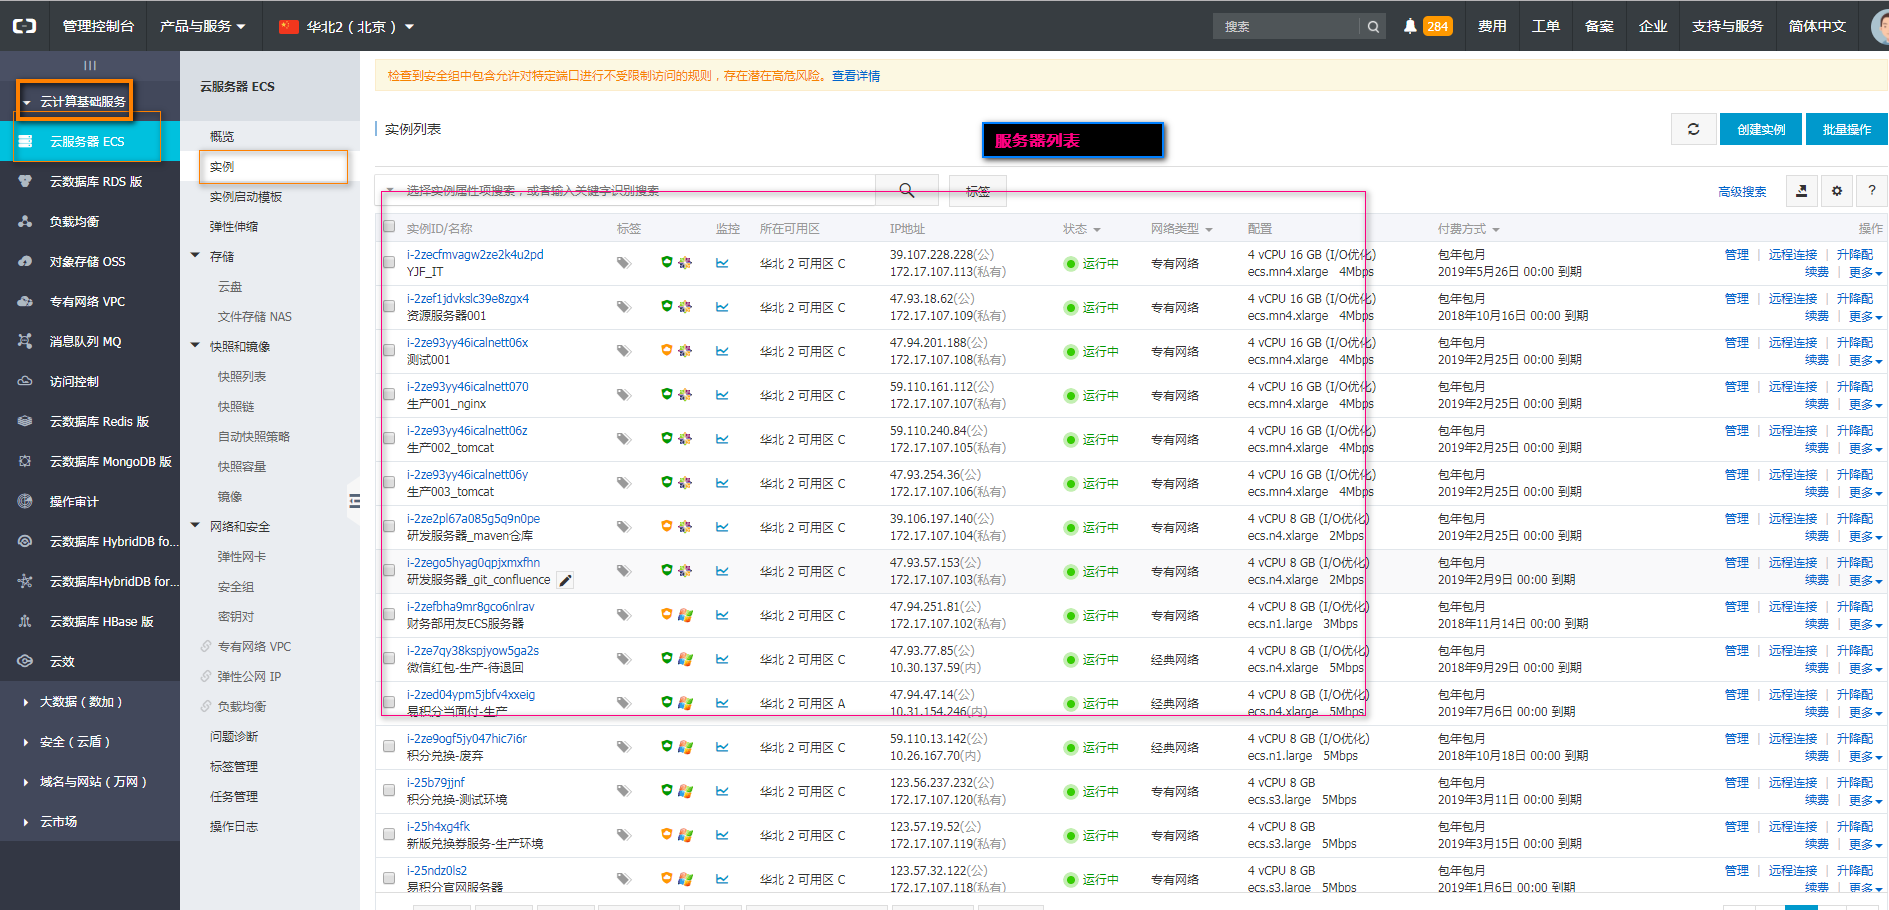 管理控制台 产品与服务 华北2（北京） 搜索 284 费用 工单 备案 企业 支持与服务 简体中文
云计算基础服务
云服务器 ECS
云数据库 RDS 版
负载均衡
对象存储 OSS
专有网络 VPC
消息队列 MQ
访问控制
云数据库 Redis 版
云数据库 MongoDB 版
操作审计
云数据库 HybridDB fo...
云数据库HybridDB for...
云数据库 HBase 版
云效
大数据（数加）
安全（云盾）
域名与网站（万网）
云市场
云服务器 ECS
概览
实例
实例启动模板
弹性伸缩
存储
云盘
文件存储 NAS
快照和镜像
快照列表
快照链
自动快照策略
快照容量
镜像
网络和安全
弹性网卡
安全组
密钥对
专有网络 VPC
弹性公网 IP
负载均衡
问题诊断
标签管理
任务管理
操作日志
检查到安全组中包含允许对特定端口进行不受限制访问的规则，存在潜在高危风险。查看详情
实例列表 服务器列表 创建实例 批量操作
选择实例属性项搜索，或者输入关键字识别搜索 标签 高级搜索 ?
实例ID/名称 标签 监控 所在可用区 IP地址 状态 网络类型 配置 付费方式 操作
i-2zecfmvagw2ze2k4u2pd 39.107.228.228(公) 4 vCPU 16 GB (I/O优化) 包年包月 管理 远程连接 升降配
YJF_IT 华北 2 可用区 C 172.17.107.113(私有) 运行中 专有网络 ecs.mn4.xlarge 4Mbps 2019年5月26日 00:00 到期 续费 更多
i-2zef1jdvkslc39e8zgx4 47.93.18.62(公) 4 vCPU 16 GB (I/O优化) 包年包月 管理 远程连接 升降配
资源服务器001 华北 2 可用区 C 172.17.107.109(私有) 运行中 专有网络 ecs.mn4.xlarge 4Mbps 2018年10月16日 00:00 到期 续费 更多
i-2ze93yy46icalnett06x 47.94.201.188(公) 4 vCPU 16 GB (I/O优化) 包年包月 管理 远程连接 升降配
测试001 华北 2 可用区 C 172.17.107.108(私有) 运行中 专有网络 ecs.mn4.xlarge 4Mbps 2019年2月25日 00:00 到期 续费 更多
i-2ze93yy46icalnett070 59.110.161.112(公) 4 vCPU 16 GB (I/O优化) 包年包月 管理 远程连接 升降配
生产001_nginx 华北 2 可用区 C 172.17.107.107(私有) 运行中 专有网络 ecs.mn4.xlarge 4Mbps 2019年2月25日 00:00 到期 续费 更多
i-2ze93yy46icalnett06z 59.110.240.84(公) 4 vCPU 16 GB (I/O优化) 包年包月 管理 远程连接 升降配
生产002_tomcat 华北 2 可用区 C 172.17.107.105(私有) 运行中 专有网络 ecs.mn4.xlarge 4Mbps 2019年2月25日 00:00 到期 续费 更多
i-2ze93yy46icalnett06y 47.93.254.36(公) 4 vCPU 16 GB (I/O优化) 包年包月 管理 远程连接 升降配
生产003_tomcat 华北 2 可用区 C 172.17.107.106(私有) 运行中 专有网络 ecs.mn4.xlarge 4Mbps 2019年2月25日 00:00 到期 续费 更多
i-2ze2pl67a085g5q9n0pe 39.106.197.140(公) 4 vCPU 8 GB (I/O优化) 包年包月 管理 远程连接 升降配
研发服务器_maven仓库 华北 2 可用区 C 172.17.107.104(私有) 运行中 专有网络 ecs.n4.xlarge 2Mbps 2019年2月25日 00:00 到期 续费 更多
i-2zego5hyag0qpjxmxfhn 47.93.57.153(公) 4 vCPU 8 GB (I/O优化) 包年包月 管理 远程连接 升降配
研发服务器_git_confluence 华北 2 可用区 C 172.17.107.103(私有) 运行中 专有网络 ecs.n4.xlarge 2Mbps 2019年2月9日 00:00 到期 续费 更多
i-2zefbha9mr8gco6nlrav 47.94.251.81(公) 4 vCPU 8 GB (I/O优化) 包年包月 管理 远程连接 升降配
财务部用友ECS服务器 华北 2 可用区 C 172.17.107.102(私有) 运行中 专有网络 ecs.n1.large 3Mbps 2018年11月14日 00:00 到期 续费 更多
i-2ze7qy38kspjyow5ga2s 47.93.77.85(公) 4 vCPU 8 GB (I/O优化) 包年包月 管理 远程连接 升降配
微信红包-生产-待退回 华北 2 可用区 C 10.30.137.59(内) 运行中 经典网络 ecs.n4.xlarge 5Mbps 2018年9月29日 00:00 到期 续费 更多
i-2zed04ypm5jbfv4xxeig 47.94.47.14(公) 4 vCPU 8 GB (I/O优化) 包年包月 管理 远程连接 升降配
易积分当面付-生产 华北 2 可用区 A 10.31.154.246(内) 运行中 经典网络 ecs.n4.xlarge 5Mbps 2019年7月6日 00:00 到期 续费 更多
i-2ze9ogf5jy047hic7i6r 59.110.13.142(公) 4 vCPU 8 GB (I/O优化) 包年包月 管理 远程连接 升降配
积分兑换-废弃 华北 2 可用区 C 10.26.167.70(内) 运行中 经典网络 ecs.n1.large 5Mbps 2018年10月18日 00:00 到期 续费 更多
i-25b79jjnf 123.56.237.232(公) 4 vCPU 8 GB 包年包月 管理 远程连接 升降配
积分兑换-测试环境 华北 2 可用区 C 172.17.107.120(私有) 运行中 专有网络 ecs.s3.large 5Mbps 2019年3月11日 00:00 到期 续费 更多
i-25h4xg4fk 123.57.19.52(公) 4 vCPU 8 GB 包年包月 管理 远程连接 升降配
新版兑换券服务-生产环境 华北 2 可用区 C 172.17.107.119(私有) 运行中 专有网络 ecs.s3.large 5Mbps 2019年3月15日 00:00 到期 续费 更多
i-25ndz0ls2 123.57.32.122(公) 4 vCPU 8 GB 包年包月 管理 远程连接 升降配
易积分官网服务器 华北 2 可用区 C 172.17.107.118(私有) 运行中 专有网络 ecs.s3.large 5Mbps 2019年1月6日 00:00 到期 续费 更多